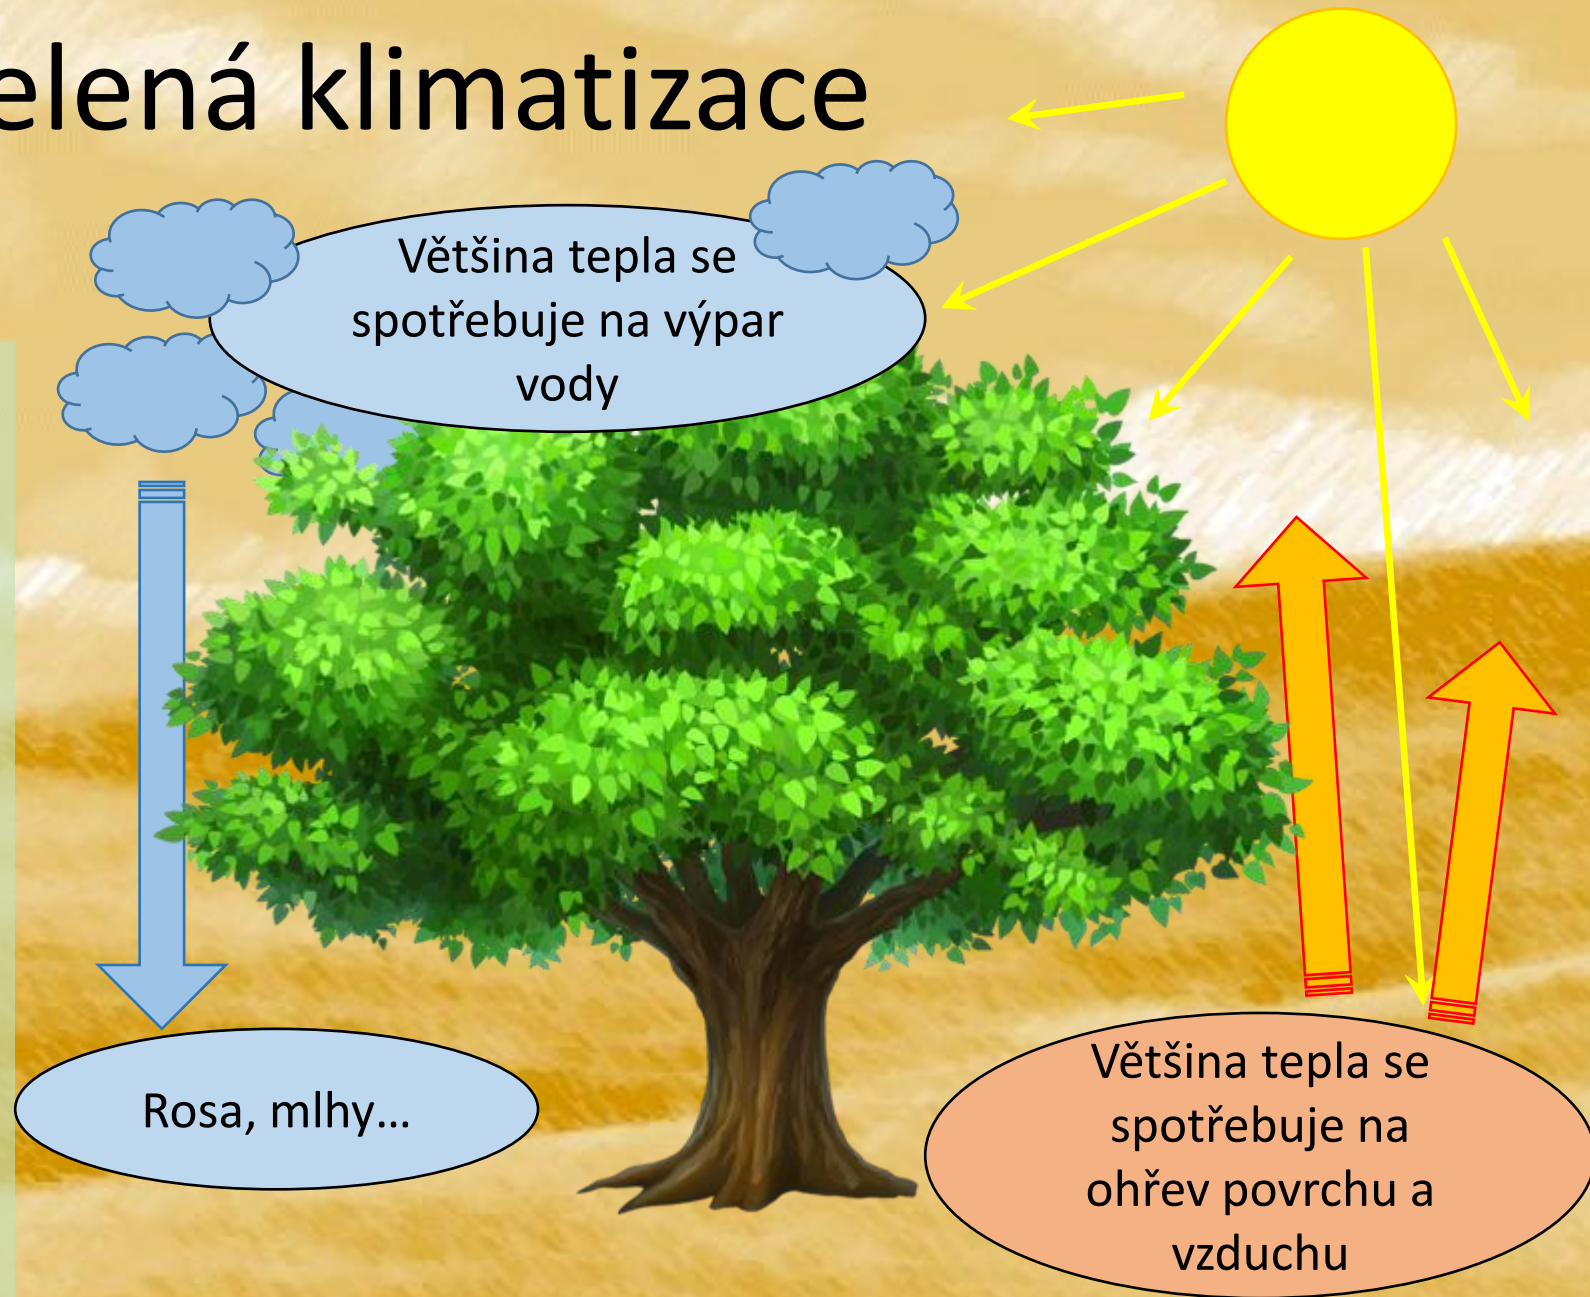 elená klimatizace
Většina tepla se
spotřebuje na výpar
vody
Rosa, mlhy...
Většina tepla se
spotřebuje na
ohřev povrchu a
vzduchu